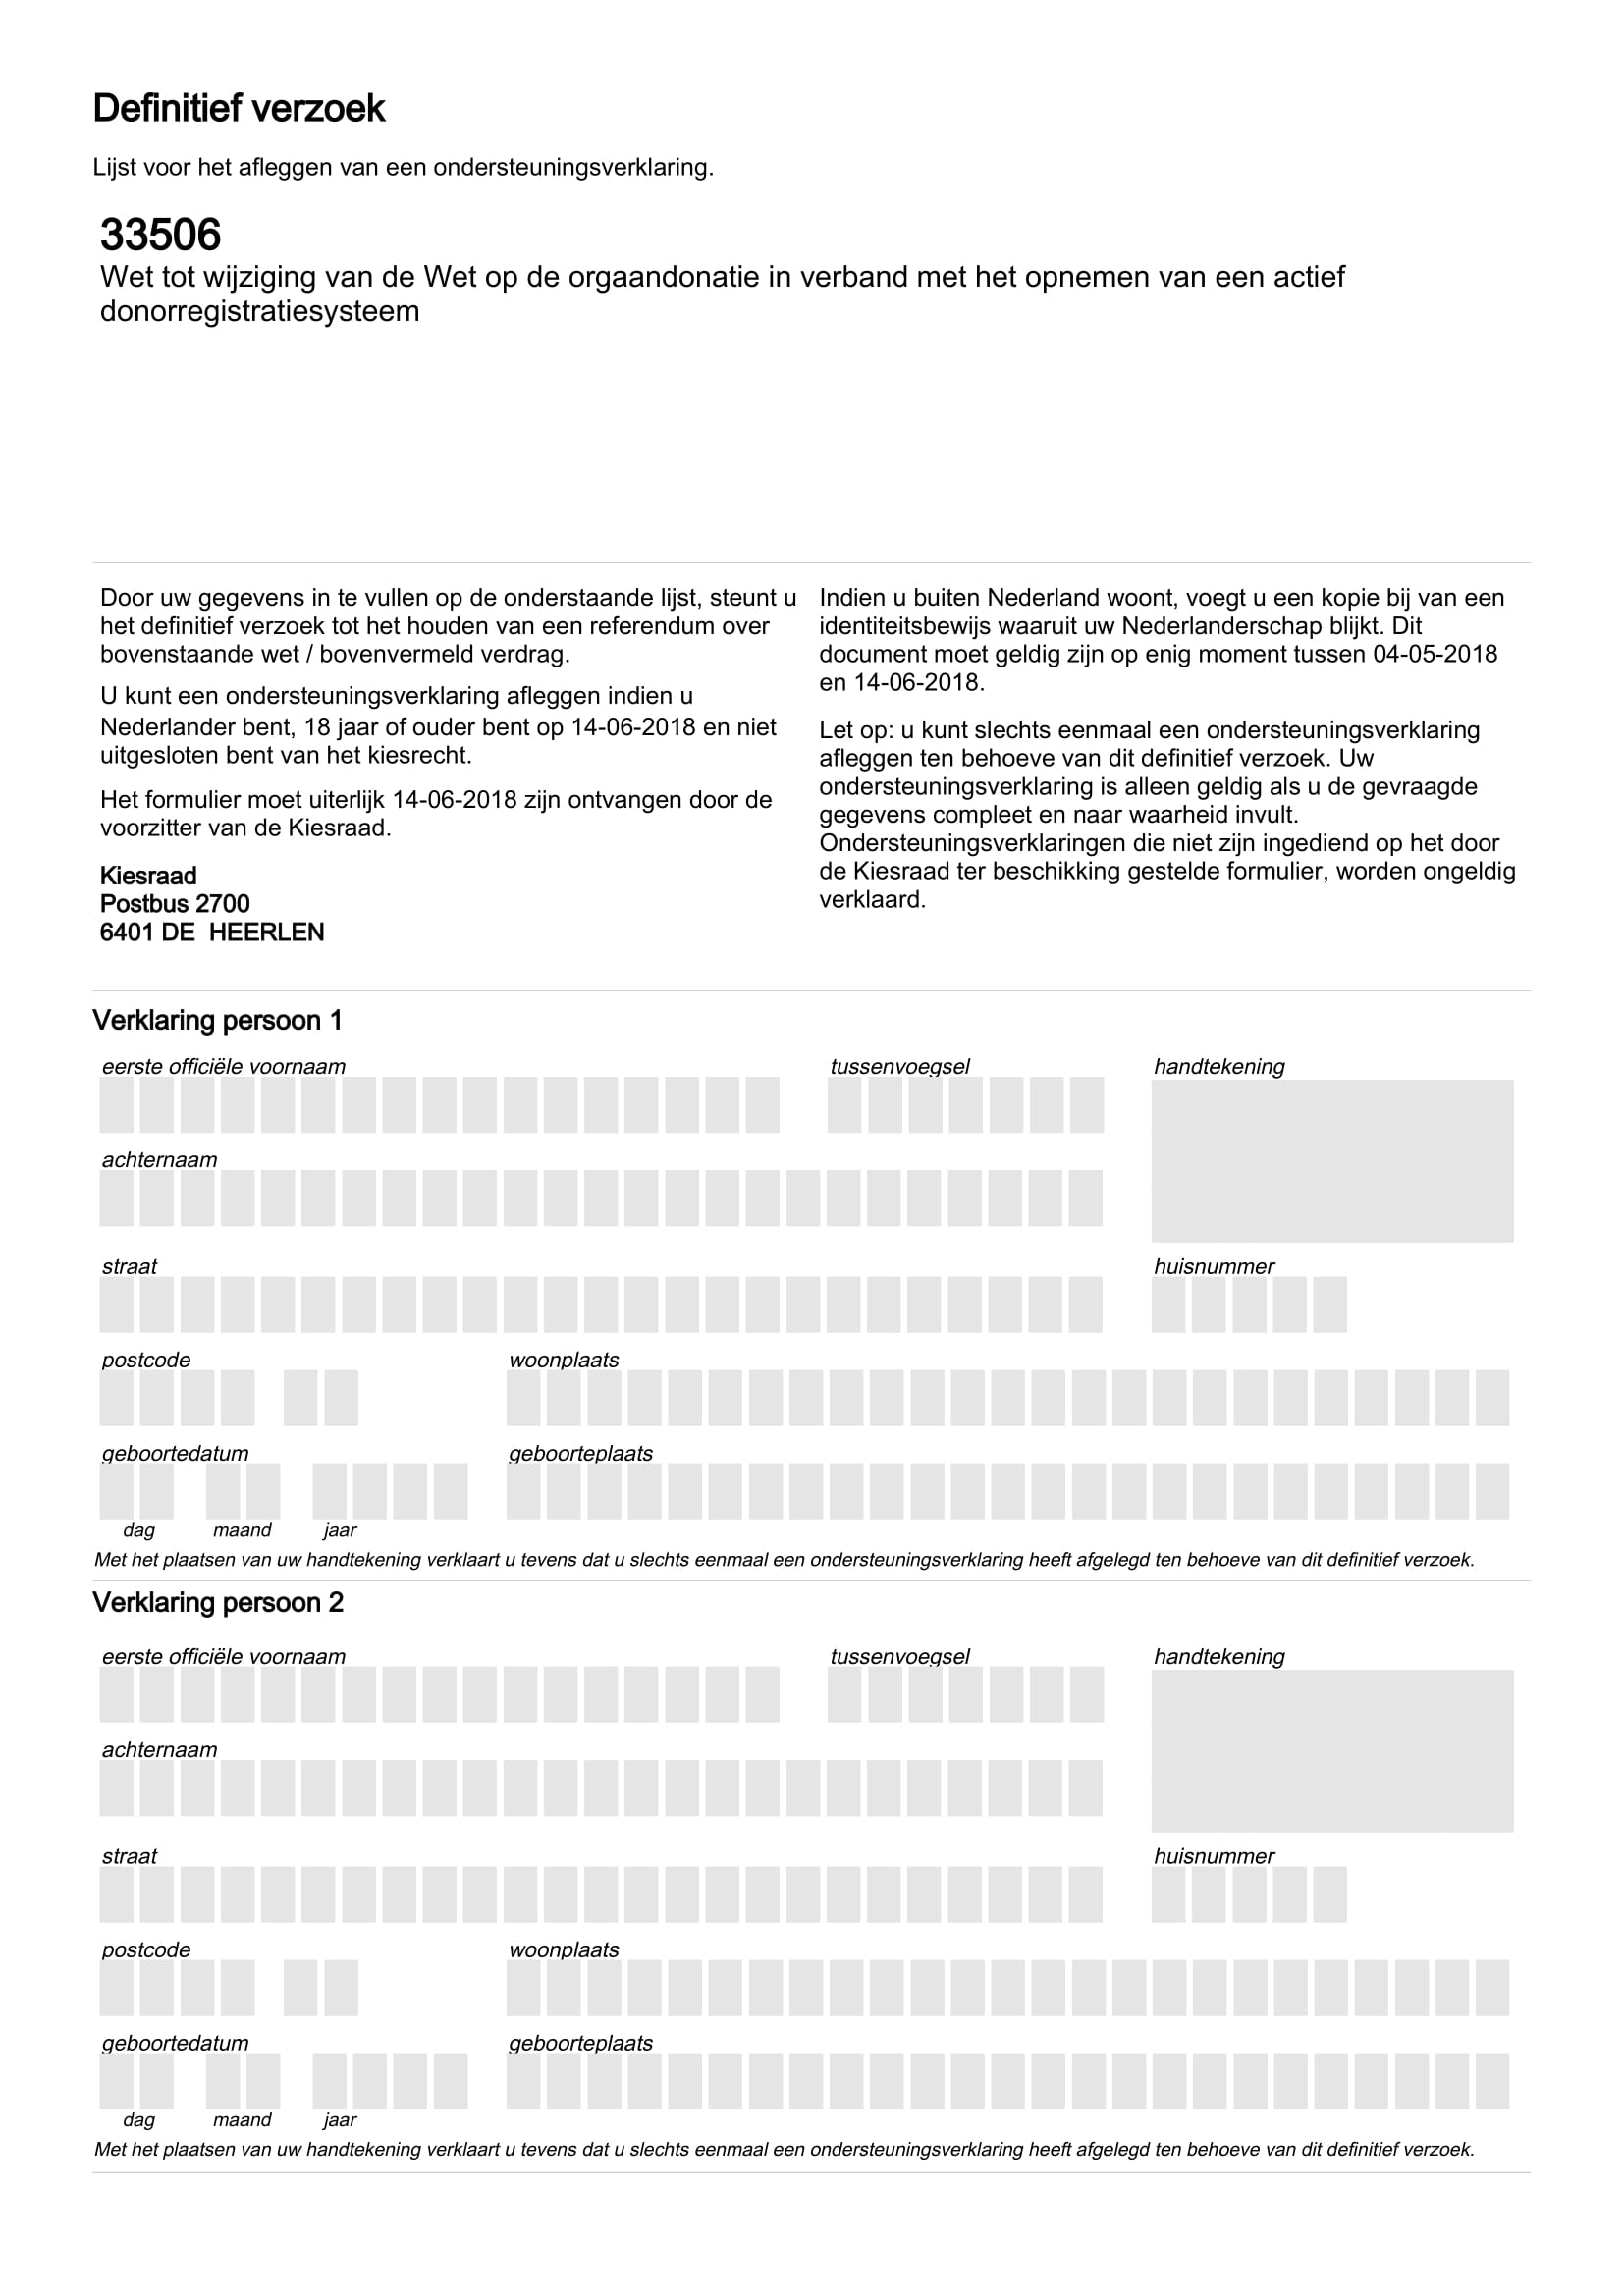 Definitief verzoek
Lijst voor het afleggen van een ondersteuningsverklaring.
33506
Wet tot wijziging van de Wet op de orgaandonatie in verband met het opnemen van een actief
donorregistratiesysteem
Door uw gegevens in te vullen op de onderstaande lijst, steunt u
het definitief verzoek tot het houden van een referendum over
bovenstaande wet / bovenvermeld verdrag.
U kunt een ondersteuningsverklaring afleggen indien u
Nederlander bent, 18 jaar of ouder bent op 14-06-2018 en niet
uitgesloten bent van het kiesrecht.
Het formulier moet uiterlijk 14-06-2018 zijn ontvangen door de
voorzitter van de Kiesraad.
Kiesraad
Postbus 2700
6401 DE  HEERLEN
Indien u buiten Nederland woont, voegt u een kopie bij van een
identiteitsbewijs waaruit uw Nederlanderschap blijkt. Dit
document moet geldig zijn op enig moment tussen 04-05-2018
en 14-06-2018.
Let op: u kunt slechts eenmaal een ondersteuningsverklaring
afleggen ten behoeve van dit definitief verzoek. Uw
ondersteuningsverklaring is alleen geldig als u de gevraagde
gegevens compleet en naar waarheid invult.
Ondersteuningsverklaringen die niet zijn ingediend op het door
de Kiesraad ter beschikking gestelde formulier, worden ongeldig
verklaard.
Verklaring persoon 1
eerste officiële voornaam tussenvoegsel handtekening
achternaam
straat huisnummer
postcode woonplaats
geboortedatum geboorteplaats
dag maand jaar
Met het plaatsen van uw handtekening verklaart u tevens dat u slechts eenmaal een ondersteuningsverklaring heeft afgelegd ten behoeve van dit definitief verzoek.
Verklaring persoon 2
eerste officiële voornaam tussenvoegsel handtekening
achternaam
straat huisnummer
postcode woonplaats
geboortedatum geboorteplaats
dag maand jaar
Met het plaatsen van uw handtekening verklaart u tevens dat u slechts eenmaal een ondersteuningsverklaring heeft afgelegd ten behoeve van dit definitief verzoek.